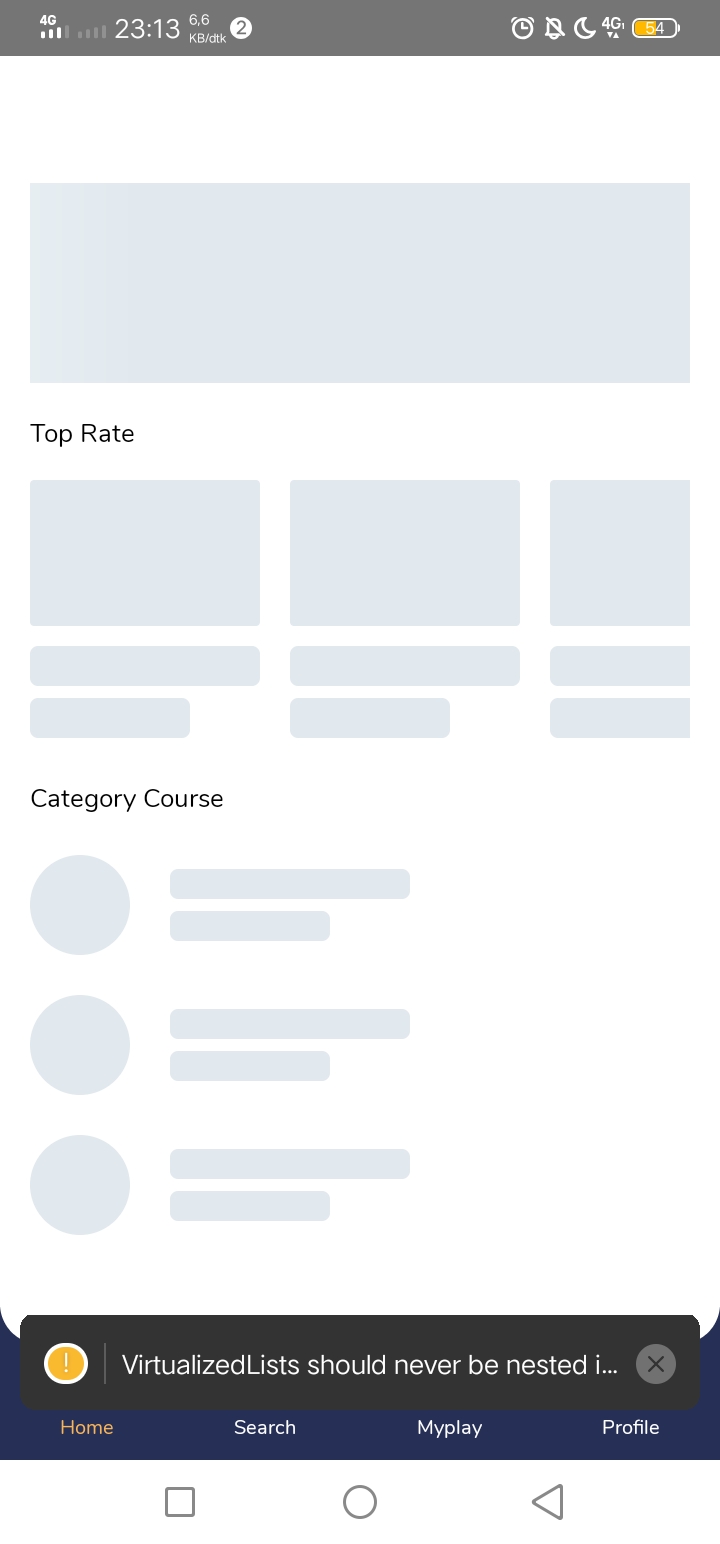 4G 23:13 6,6 KB/dtk 2 4G 54
Top Rate
Category Course
! VirtualizedLists should never be nested i...
Home Search Myplay Profile